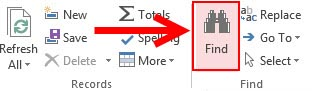 Refresh All
New
Save
Delete
Totals
Spelling
More
Records
Find
Replace
Go To
Select
Find